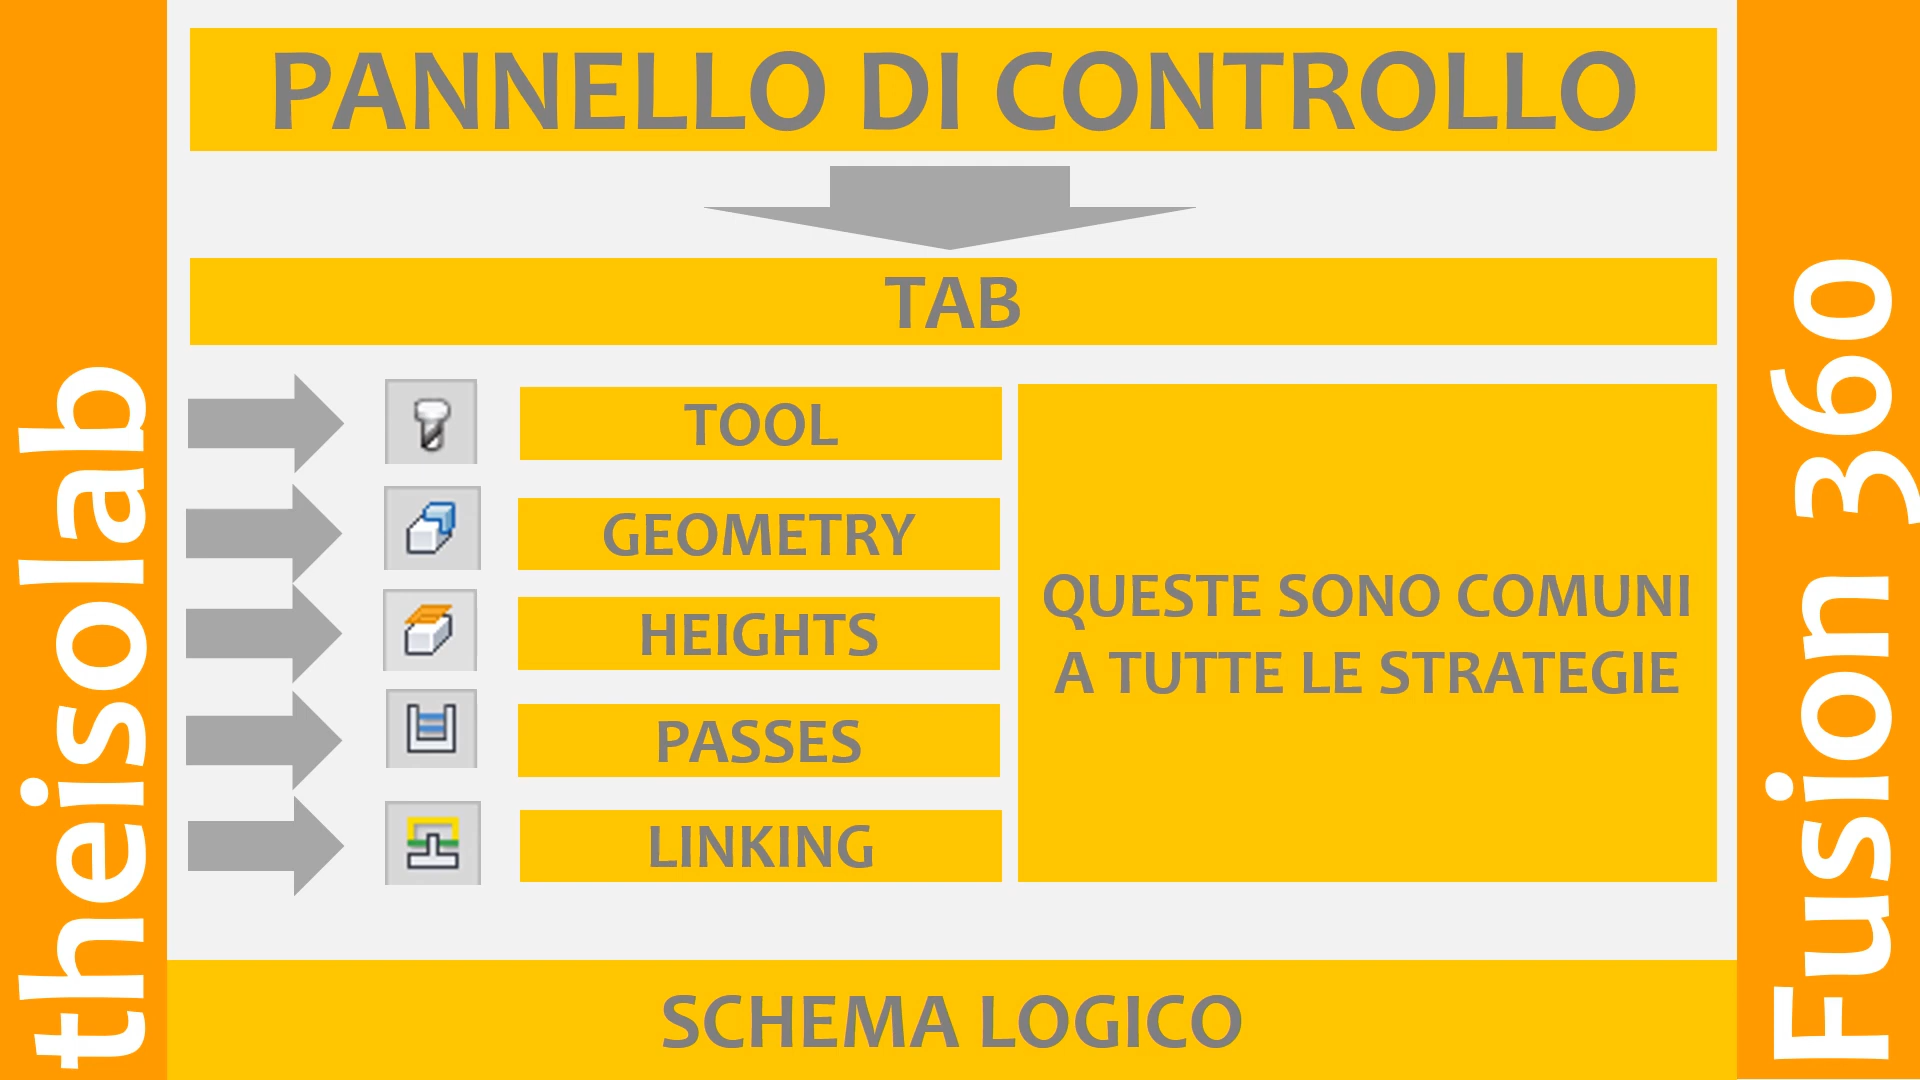 PANNELLO DI CONTROLLO
TAB
TOOL
GEOMETRY
HEIGHTS
PASSES
LINKING
QUESTE SONO COMUNI
A TUTTE LE STRATEGIE
SCHEMA LOGICO
theisolab
Fusion 360